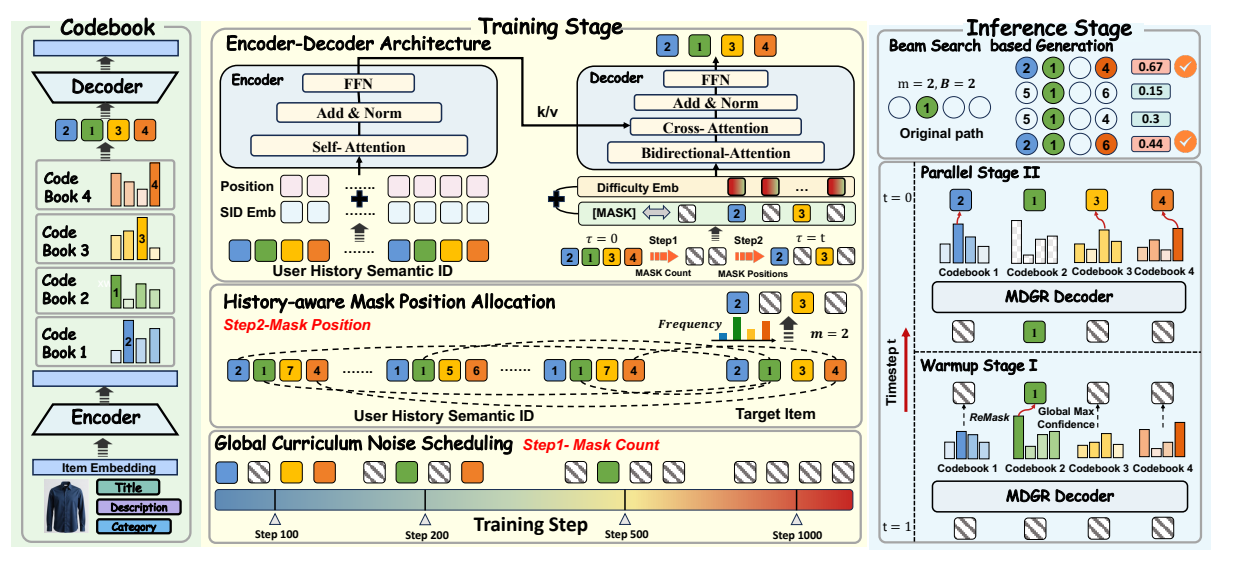 Codebook
Decoder
2 1 3 4
Code Book 4
4
Code Book 3
3
Code Book 2
1
Code Book 1
2
Encoder
Item Embedding
Title
Description
Category
Training Stage
Encoder-Decoder Architecture
2 1 3 4
Encoder
FFN
Add & Norm
Self- Attention
k/v
Decoder
FFN
Add & Norm
Cross- Attention
Bidirectional-Attention
Position
SID Emb
User History Semantic ID
Difficulty Emb
...
[MASK]
2 3
τ = 0
Step1
Step2
τ = t
2 1 3 4
MASK Count
MASK Positions
2 3
History-aware Mask Position Allocation
Step2-Mask Position
2 3
Frequency
m = 2
2 1 7 4 ........ 1 1 5 6 ........ 1 1 7 4
2 1 3 4
User History Semantic ID
Target Item
Global Curriculum Noise Scheduling
Step1- Mask Count
Training Step
Step 100
Step 200
Step 500
Step 1000
Inference Stage
Beam Search based Generation
m = 2, B = 2
1
Original path
2 1 4 0.67
5 1 6 0.15
5 1 4 0.3
2 1 6 0.44
Parallel Stage II
t = 0
2 1 3 4
Codebook 1
Codebook 2
Codebook 3
Codebook 4
MDGR Decoder
1
Timestep t
Warmup Stage I
1
ReMask
Global Max Confidence
Codebook 1
Codebook 2
Codebook 3
Codebook 4
MDGR Decoder
t = 1